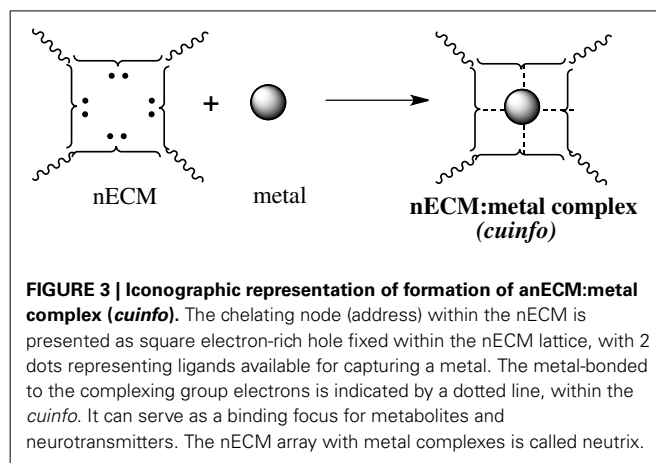 nECM
+
metal
nECM:metal complex
(cuinfo)
FIGURE 3 | Iconographic representation of formation of anECM:metal
complex (cuinfo). The chelating node (address) within the nECM is
presented as square electron-rich hole fixed within the nECM lattice, with 2
dots representing ligands available for capturing a metal. The metal-bonded
to the complexing group electrons is indicated by a dotted line, within the
cuinfo. It can serve as a binding focus for metabolites and
neurotransmitters. The nECM array with metal complexes is called neutrix.